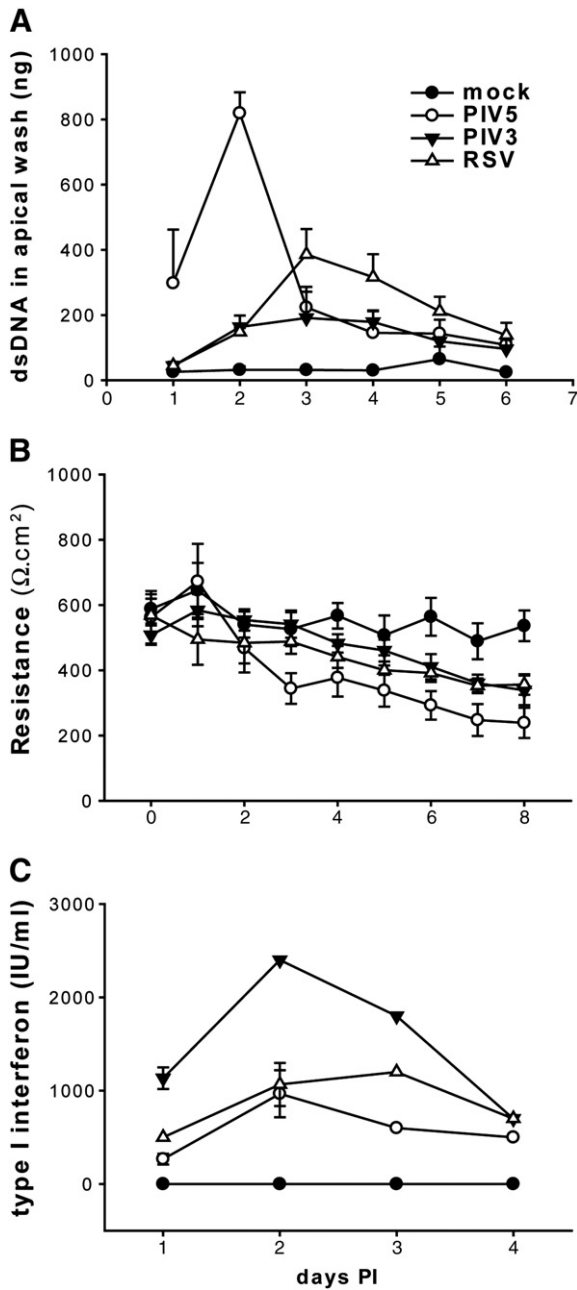 A
dsDNA in apical wash (ng)
1000
800
600
400
200
0
mock
PIV5
PIV3
RSV
0 1 2 3 4 5 6 7
B
Resistance (Ω.cm²)
1000
800
600
400
200
0
0 2 4 6 8
C
type I interferon (IU/ml)
3000
2000
1000
0
1 2 3 4
days PI